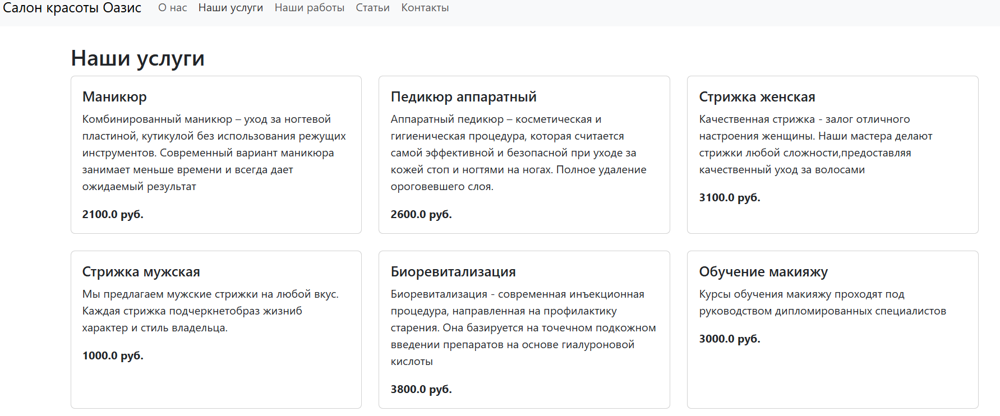 Салон красоты Оазис
О нас
Наши услуги
Наши работы
Статьи
Контакты
Наши услуги
Маникюр
Комбинированный маникюр – уход за ногтевой
пластиной, кутикулой без использования режущих
инструментов. Современный вариант маникюра
занимает меньше времени и всегда дает
ожидаемый результат
2100.0 руб.
Педикюр аппаратный
Аппаратный педикюр – косметическая и
гигиеническая процедура, которая считается
самой эффективной и безопасной при уходе за
кожей стоп и ногтями на ногах. Полное удаление
ороговевшего слоя.
2600.0 руб.
Стрижка женская
Качественная стрижка - залог отличного
настроения женщины. Наши мастера делают
стрижки любой сложности,предоставляя
качественный уход за волосами
3100.0 руб.
Стрижка мужская
Мы предлагаем мужские стрижки на любой вкус.
Каждая стрижка подчеркнетобраз жизниб
характер и стиль владельца.
1000.0 руб.
Биоревитализация
Биоревитализация - современная инъекционная
процедура, направленная на профилактику
старения. Она базируется на точечном подкожном
введении препаратов на основе гиалуроновой
кислоты
3800.0 руб.
Обучение макияжу
Курсы обучения макияжу проходят под
руководством дипломированных специалистов
3000.0 руб.